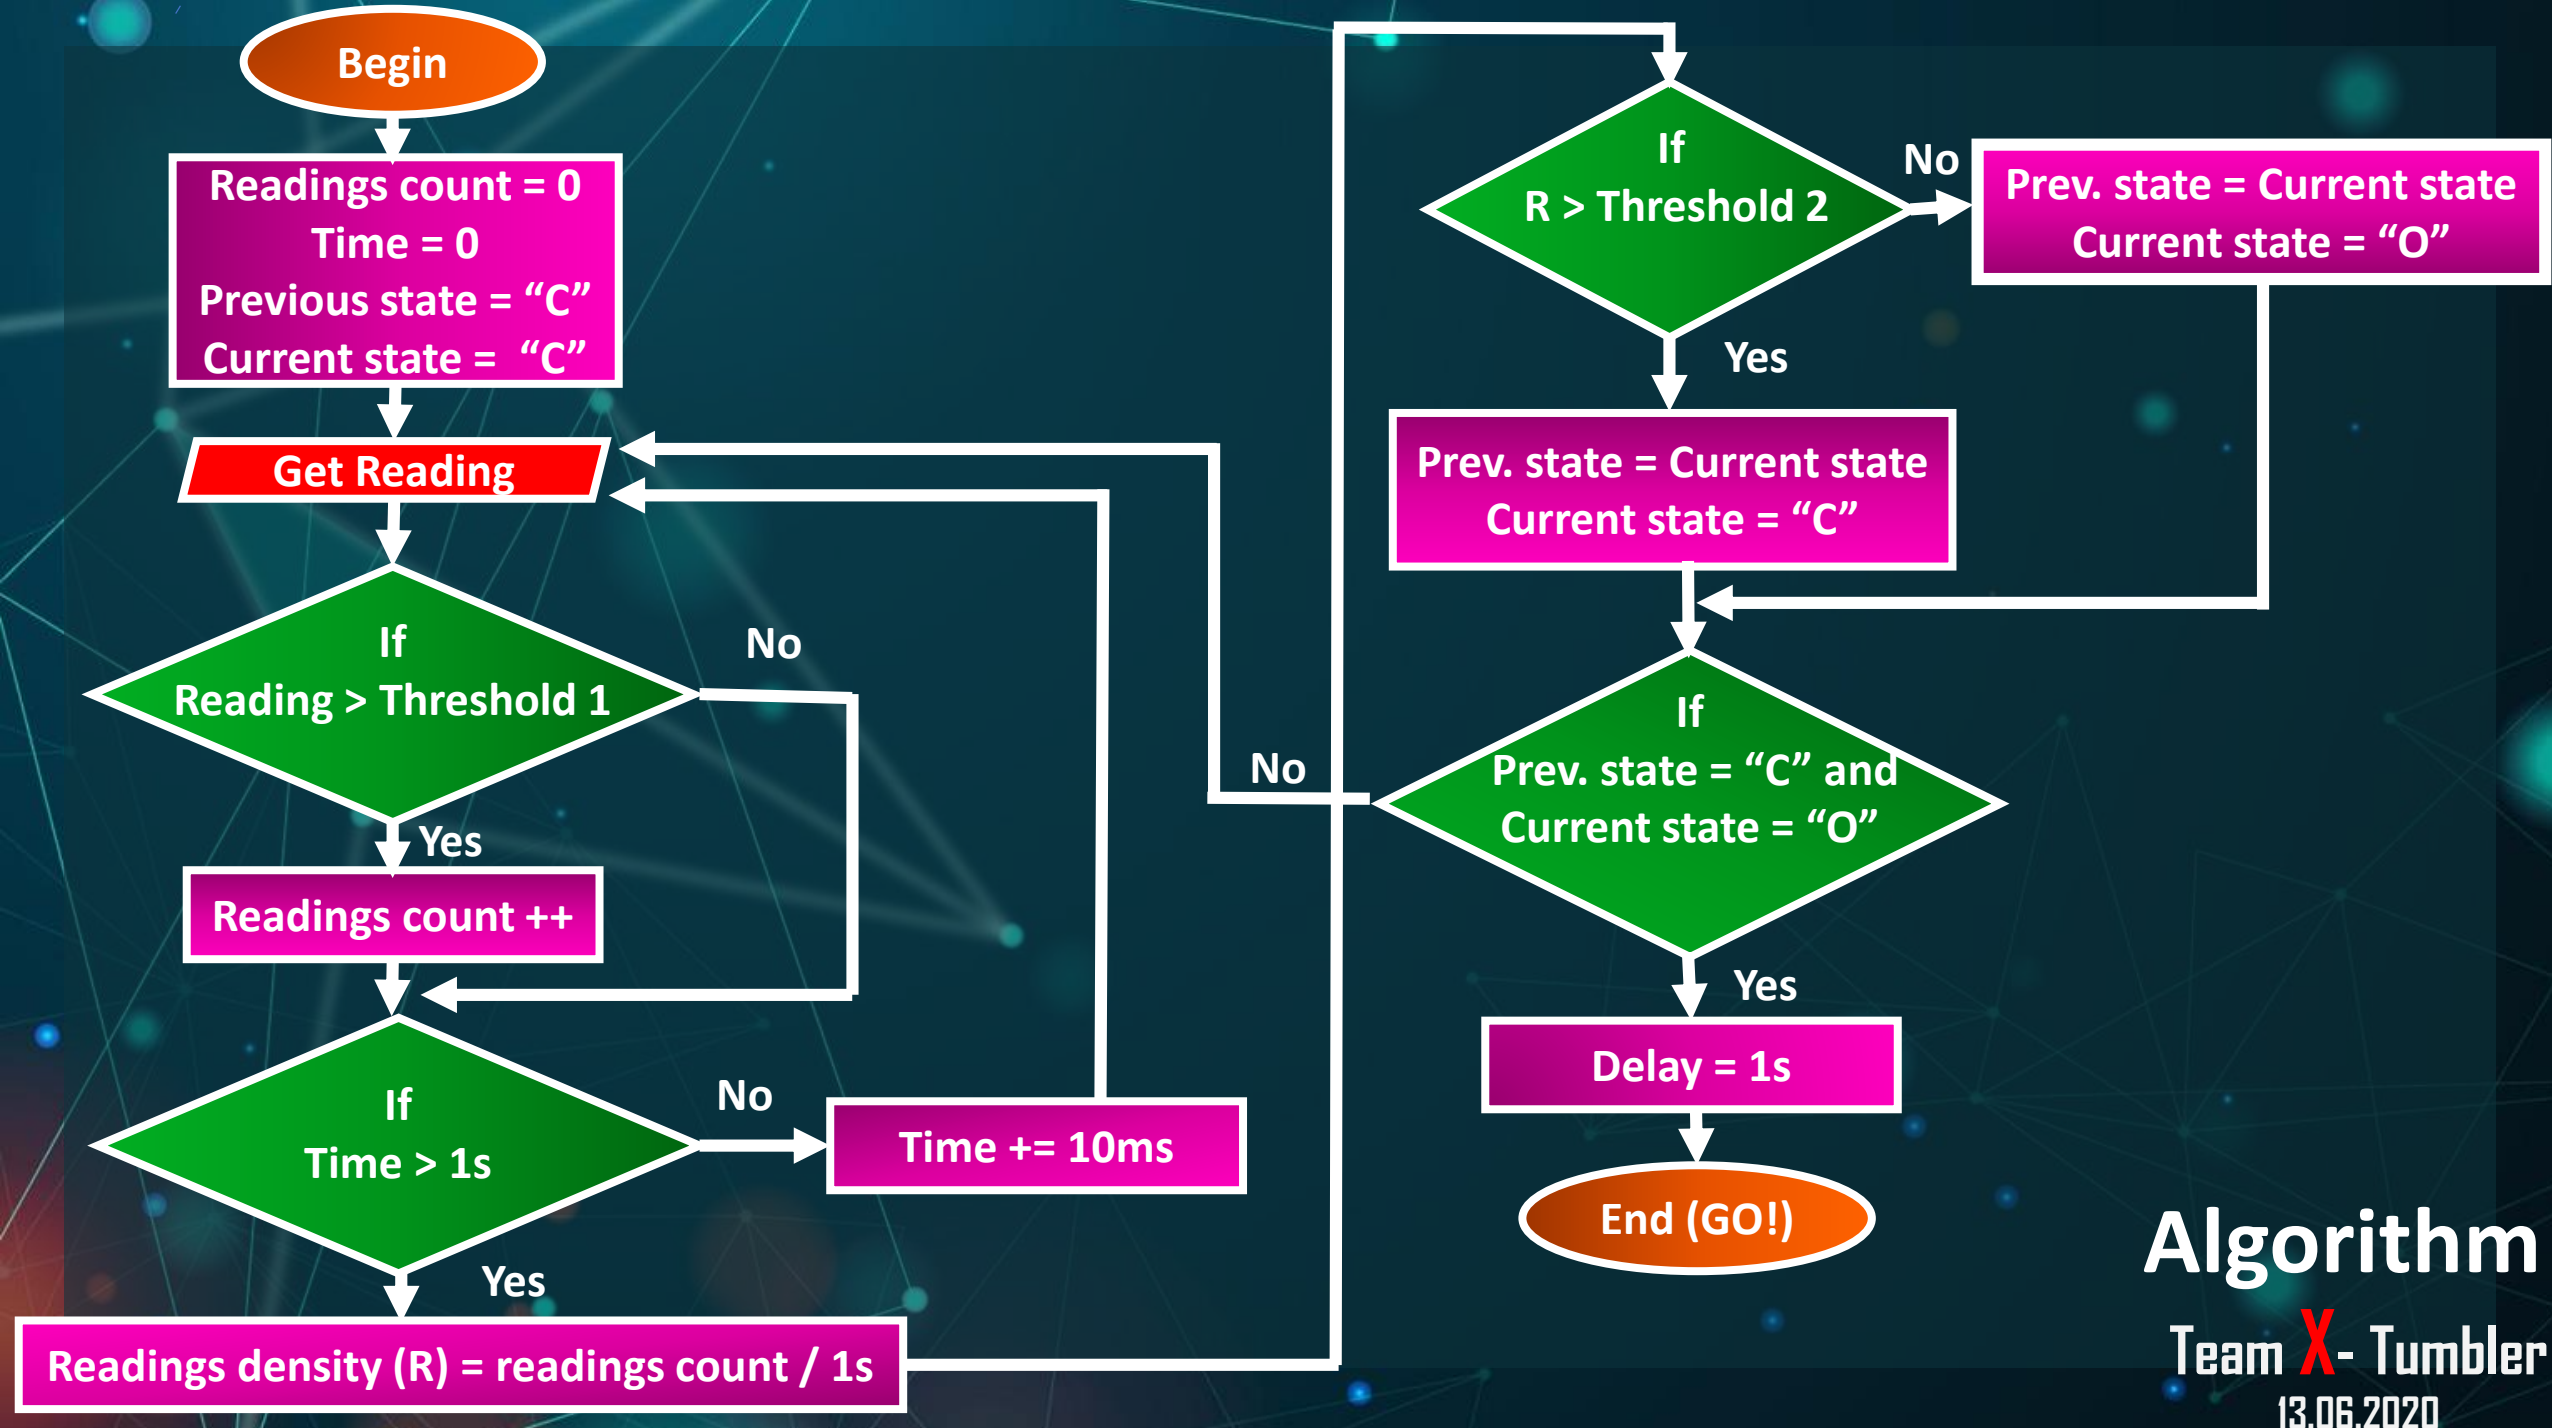 Begin
Readings count = 0
Time = 0
Previous state = “C”
Current state =  “C”
Get Reading
If
Reading > Threshold 1
No
Yes
Readings count ++
If
Time > 1s
No
Time += 10ms
Yes
Readings density (R) = readings count / 1s
If
R > Threshold 2
No
Prev. state = Current state
Current state = “O”
Yes
Prev. state = Current state
Current state = “C”
If
Prev. state = “C” and
Current state = “O”
No
Yes
Delay = 1s
End (GO!)
Algorithm
Team X- Tumbler
13.06.2020